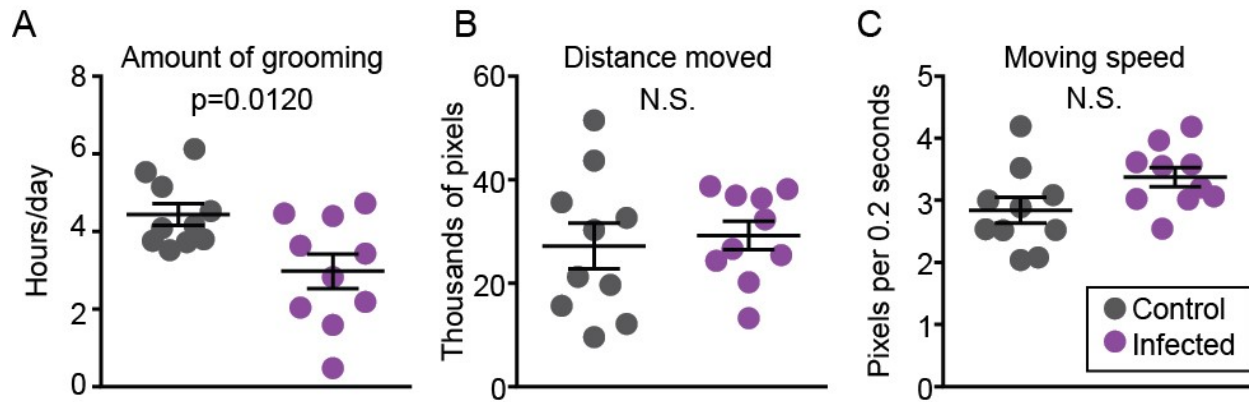 A
Amount of grooming
p=0.0120
Hours/day
8
6
4
2
0
B
Distance moved
N.S.
Thousands of pixels
60
40
20
0
C
Moving speed
N.S.
Pixels per 0.2 seconds
5
4
3
2
1
0
Control
Infected